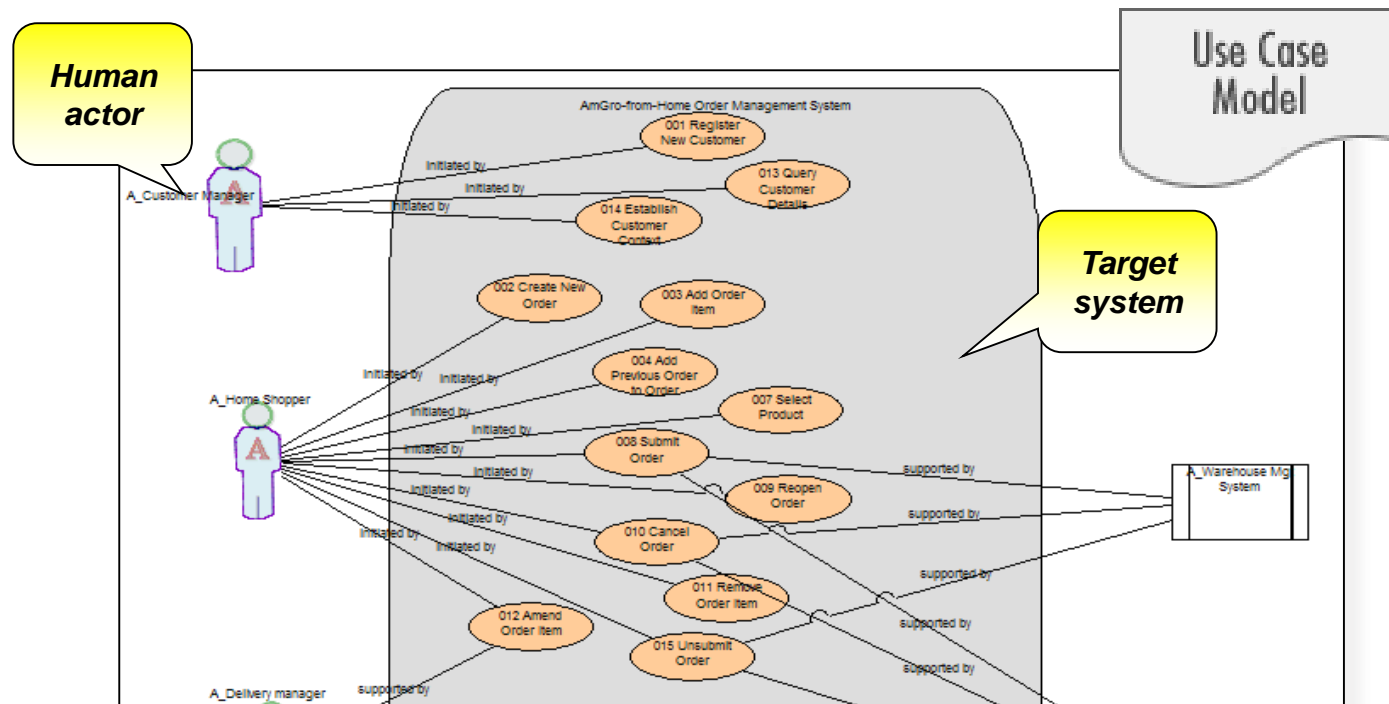 Use Case
Model
Human
actor
Target
system
AmGro-from-Home Order Management System
001 Register
New Customer
Initiated by
A_Customer Manager
A
Initiated by
013 Query
Customer
Details
Initiated by
014 Establish
Customer
Context
002 Create New
Order
003 Add Order
Item
004 Add
Previous Order
to Order
Initiated by
Initiated by
A_Home Shopper
A
Initiated by
007 Select
Product
Initiated by
008 Submit
Order
Initiated by
supported by
Initiated by
009 Reopen
Order
A_Warehouse Mg
System
Initiated by
supported by
Initiated by
010 Cancel
Order
Initiated by
Initiated by
supported by
011 Remove
Order Item
012 Amend
Order Item
supported by
015 Unsubmit
Order
supported by
A_Delivery manager
supported by